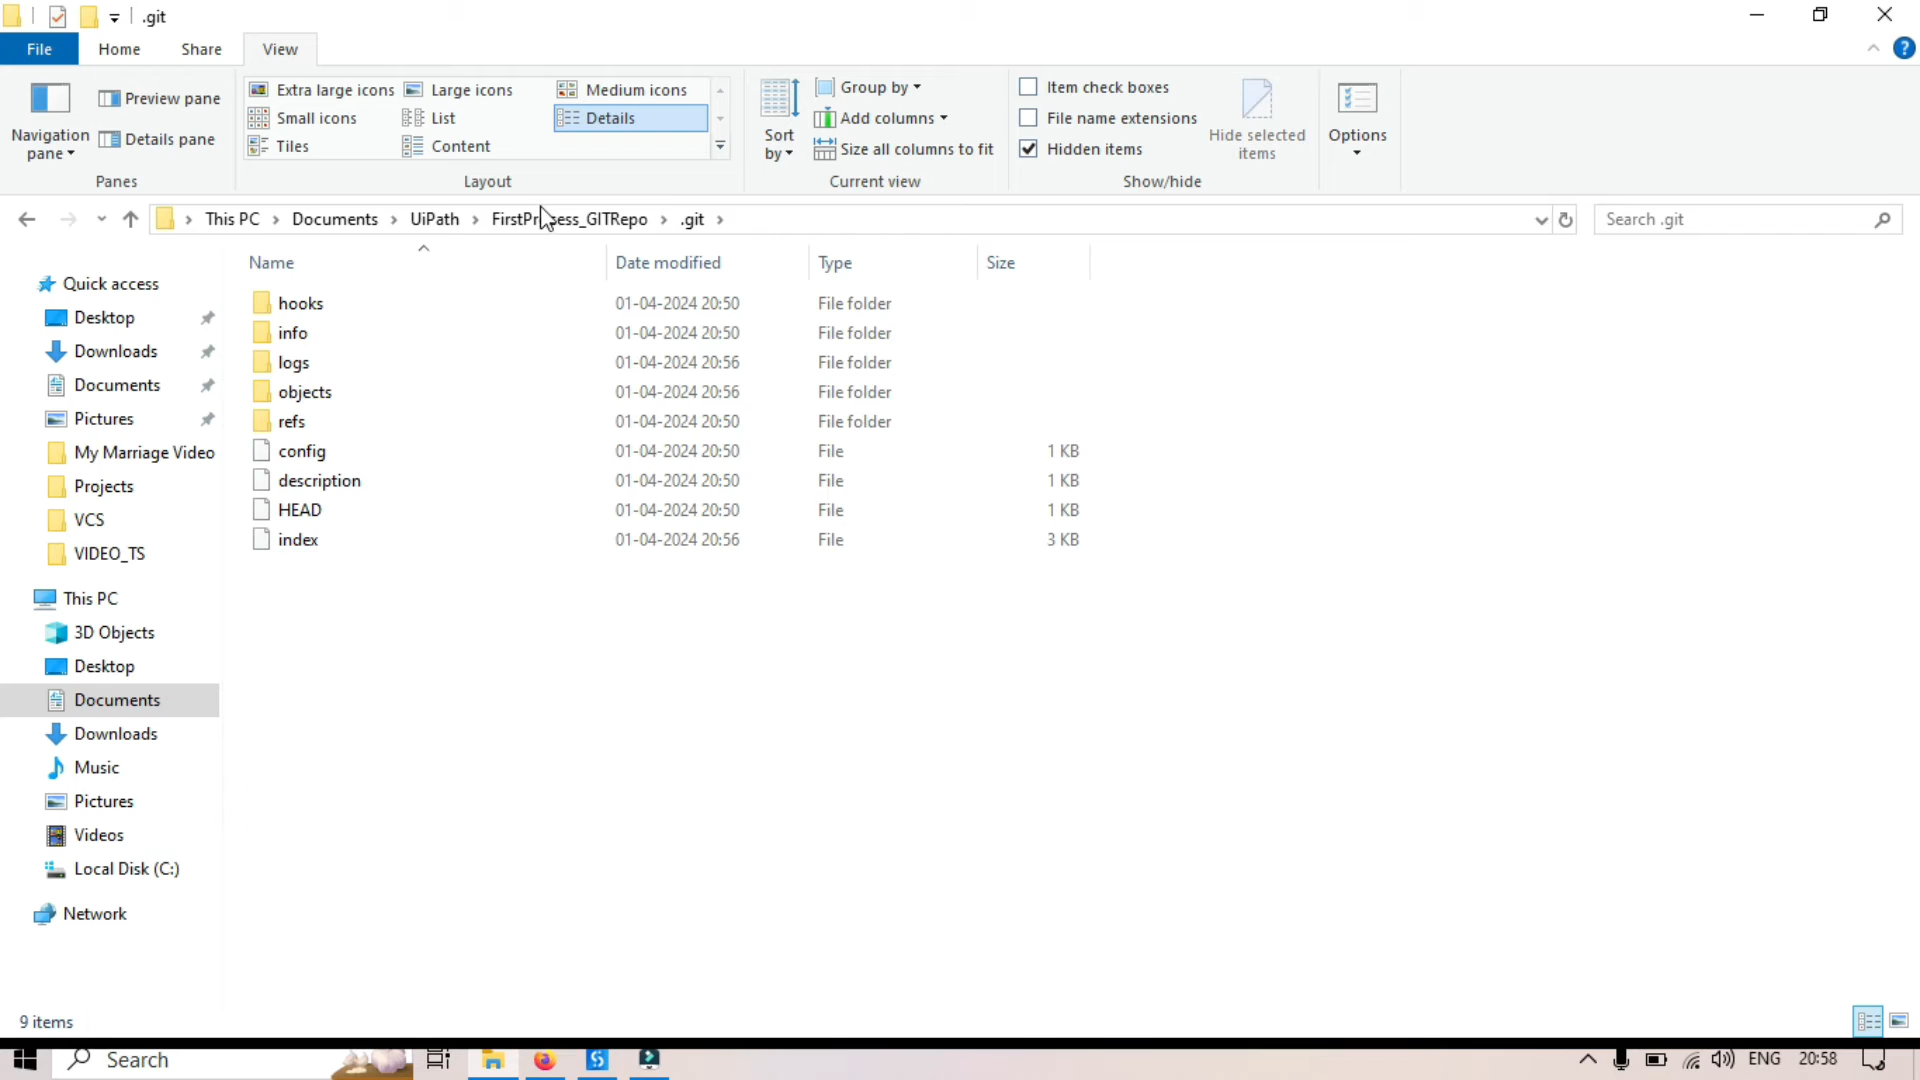 .git
File Home Share View
Navigation pane
Preview pane
Details pane
Panes
Extra large icons Large icons Medium icons
Small icons List Details
Tiles Content
Layout
Sort by
Group by
Add columns
Size all columns to fit
Current view
Item check boxes
File name extensions
Hidden items
Hide selected items
Show/hide
Options
This PC Documents UiPath FirstProcess_GITRepo .git
Search .git
Name Date modified Type Size
hooks 01-04-2024 20:50 File folder
info 01-04-2024 20:50 File folder
logs 01-04-2024 20:56 File folder
objects 01-04-2024 20:56 File folder
refs 01-04-2024 20:50 File folder
config 01-04-2024 20:50 File 1 KB
description 01-04-2024 20:50 File 1 KB
HEAD 01-04-2024 20:50 File 1 KB
index 01-04-2024 20:56 File 3 KB
Quick access
Desktop
Downloads
Documents
Pictures
My Marriage Video
Projects
VCS
VIDEO_TS
This PC
3D Objects
Desktop
Documents
Downloads
Music
Pictures
Videos
Local Disk (C:)
Network
9 items
Search
ENG 20:58